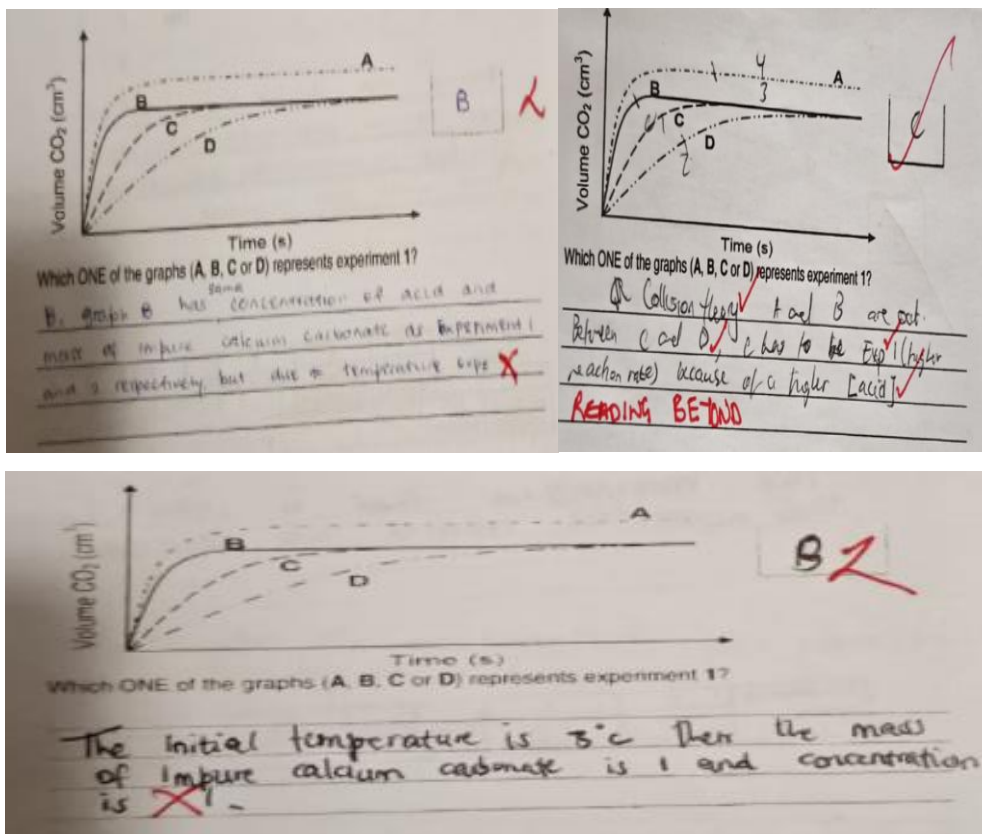 Volume CO₂ (cm³)
A
B
C
D
B
Time (s)
Which ONE of the graphs (A, B, C or D) represents experiment 1?
same
B, graph B has concentration of acid and
mass of impure calcium carbonate as Experiment 1
and 2 respectively, but due to temperature
Volume CO₂ (cm³)
4
A
3
B
C
D
2
C
Time (s)
Which ONE of the graphs (A, B, C or D) represents experiment 1?
Collision theory A and B are out.
Between C and D, C has to be Exp 1 (higher
reaction rate) because of a higher [acid]
READING BEYOND
Volume CO₂ (cm³)
A
B
C
D
B
Time (s)
Which ONE of the graphs (A, B, C or D) represents experiment 1?
The initial temperature is 3°c then the mass
of impure calcium carbonate is 1 and concentration
is 1.